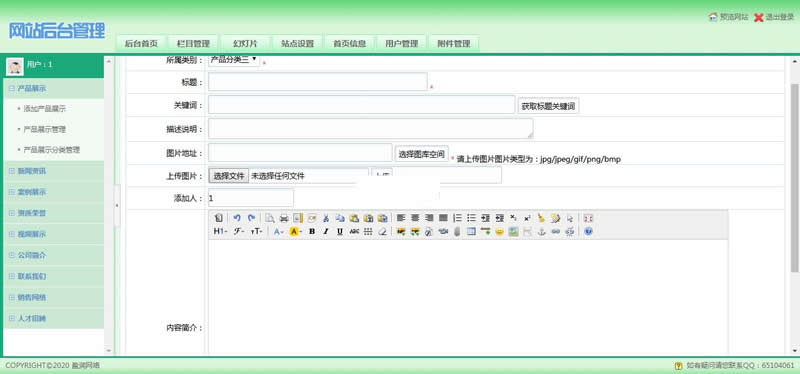 预览网站 退出登录
网站后台管理
后台首页 栏目管理 幻灯片 站点设置 首页信息 用户管理 附件管理
用户：1
产品展示
添加产品展示
产品展示管理
产品展示分类管理
新闻资讯
案例展示
资质荣誉
视频展示
公司简介
联系我们
销售网络
人才招聘
所属类别： 产品分类三 *
标题： *
关键词： 获取标题关键词
描述说明：
图片地址： 选择图库空间 * 请上传图片图片类型为：jpg/jpeg/gif/png/bmp
上传图片： 选择文件 未选择任何文件
添加人： 1
内容简介：
COPYRIGHT©2020 盈润网络 如有疑问请您联系QQ：65104061